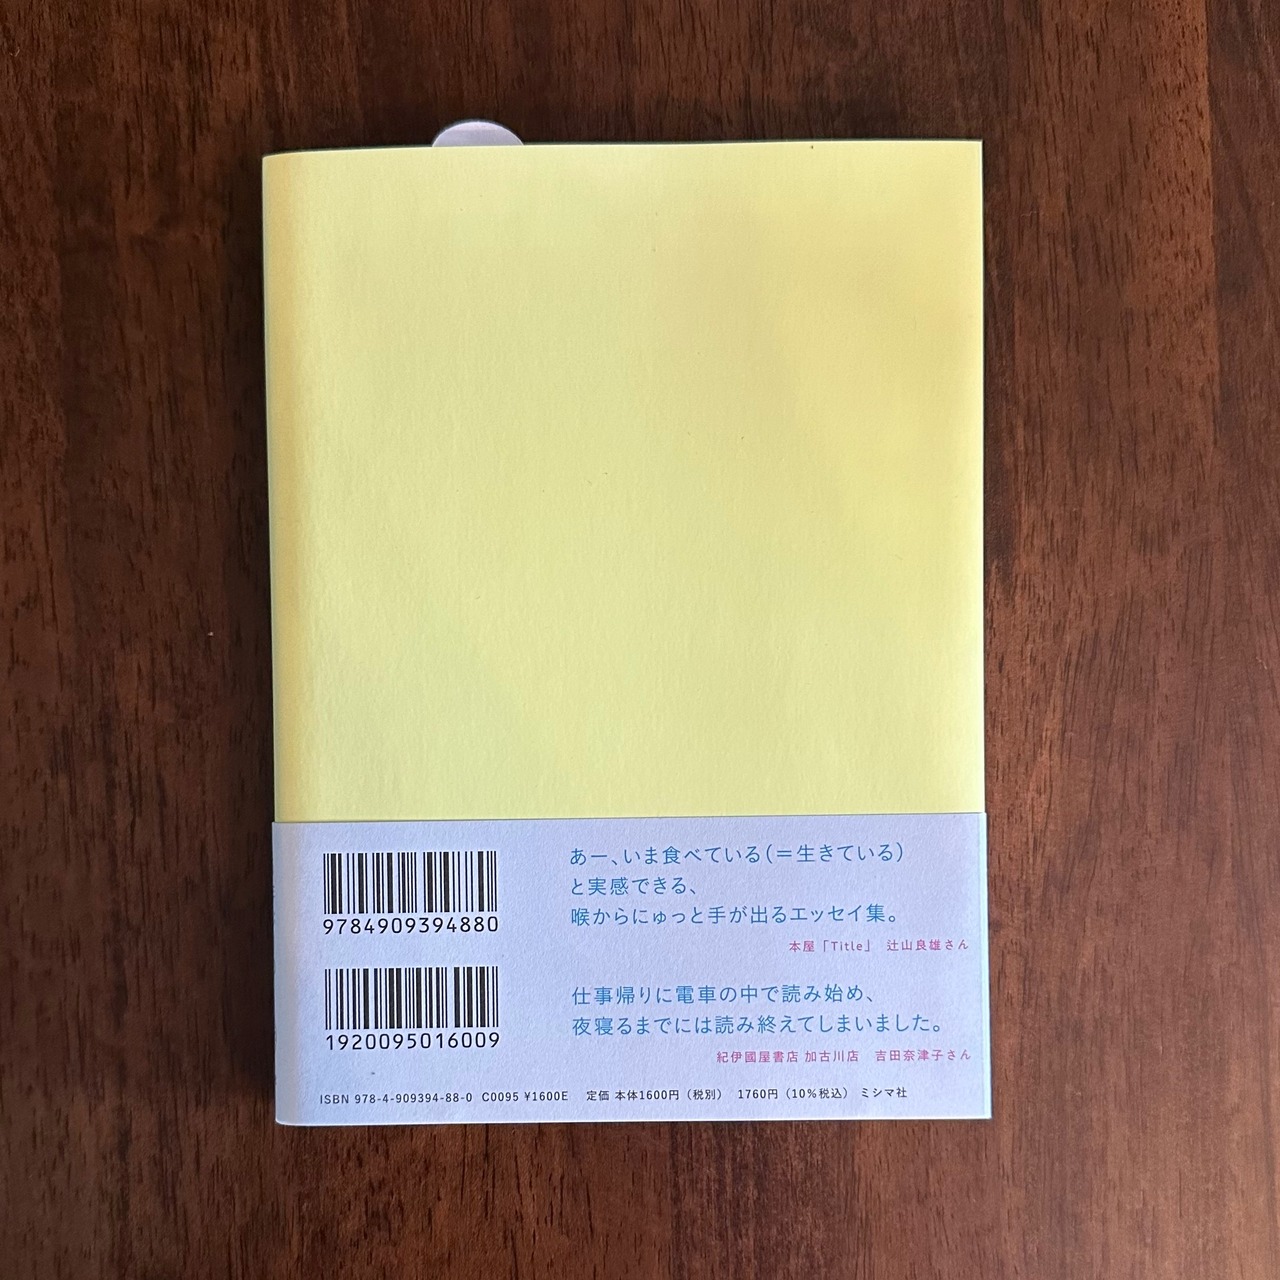 9784909394880
1920095016009
あー、いま食べている(＝生きている)
と実感できる、
喉からにゅっと手が出るエッセイ集。
本屋「Title」 辻山良雄さん
仕事帰りに電車の中で読み始め、
夜寝るまでには読み終えてしまいました。
紀伊國屋書店 加古川店 吉田奈津子さん
ISBN 978-4-909394-88-0 C0095 ¥1600E 定価 本体1600円（税別） 1760円（10%税込） ミシマ社